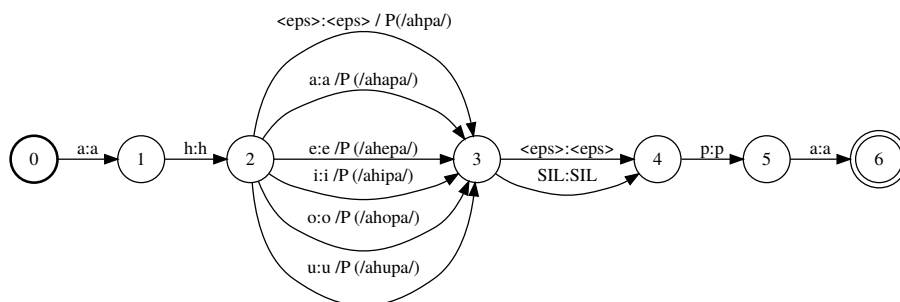 <eps>:<eps> / P(/ahpa/)
a:a /P (/ahapa/)
0 a:a 1 h:h 2 e:e /P (/ahepa/) 3 <eps>:<eps> 4 p:p 5 a:a 6
i:i /P (/ahipa/) SIL:SIL
o:o /P (/ahopa/)
u:u /P (/ahupa/)